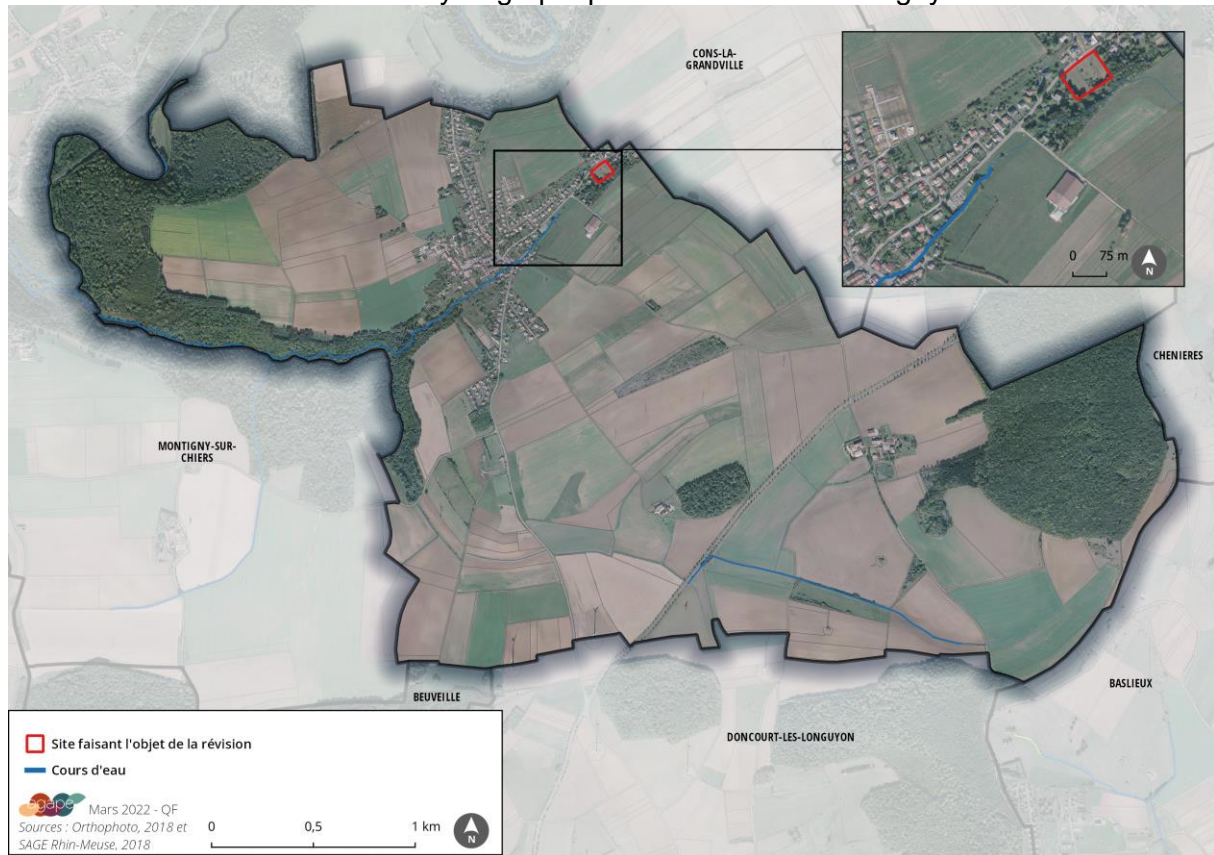 CONS-LA-
GRANDVILLE
0 75 m
N
CHENIERES
MONTIGNY-SUR-
CHIERS
BASLIEUX
BEUVEILLE
DONCOURT-LES-LONGUYON
Site faisant l'objet de la révision
Cours d'eau
agape Mars 2022 - QF
Sources : Orthophoto, 2018 et
SAGE Rhin-Meuse, 2018
0 0,5 1 km
N